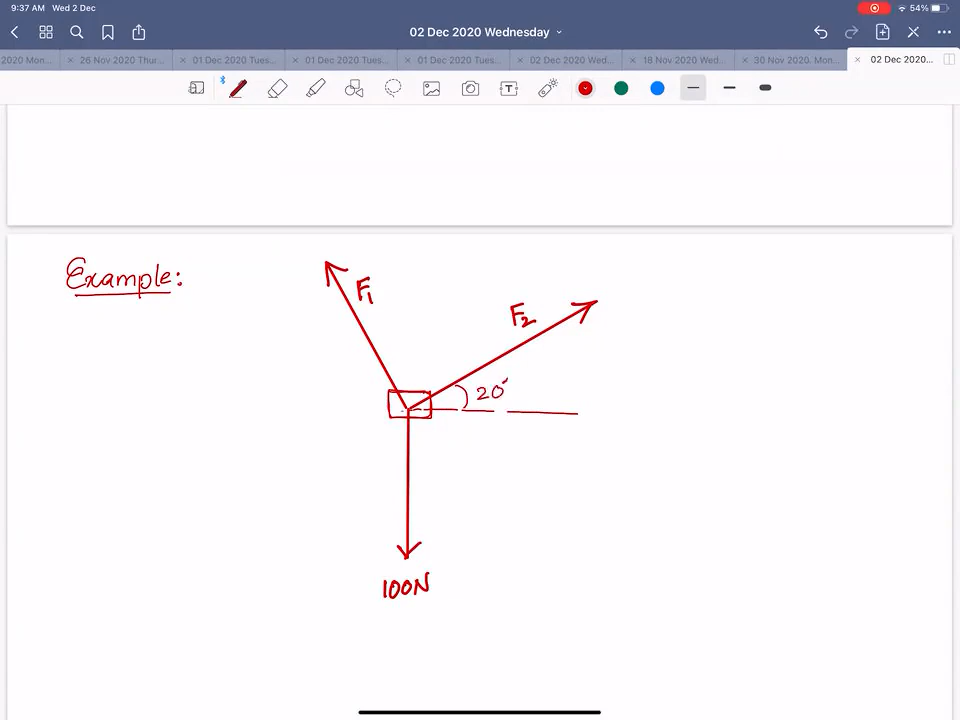 9:37 AM Wed 2 Dec
54%
02 Dec 2020 Wednesday
2020 Mon...
26 Nov 2020 Thur...
01 Dec 2020 Tues...
01 Dec 2020 Tues...
01 Dec 2020 Tues...
02 Dec 2020 Wed...
18 Nov 2020 Wed...
30 Nov 2020. Mon...
02 Dec 2020...
T
Example:
F1
F2
20°
100N